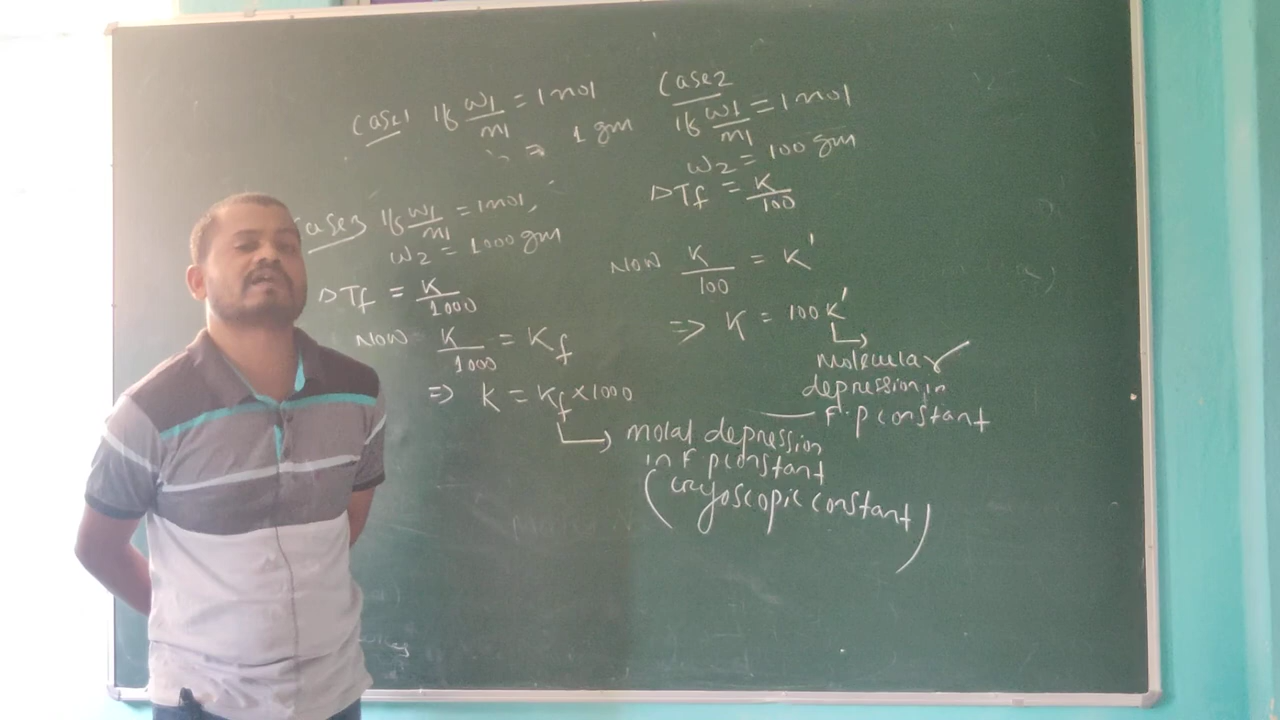 Case1 If w1/m1 = 1 mol
⇒ 1 gm
Case2
If w1/m1 = 1 mol
w2 = 100 gm
ΔTf = K/100
Now K/100 = K'
⇒ K = 100 K'
Molecular
depression in
F.p constant
Case3 If w1/m1 = 1 mol,
w2 = 1000 gm
ΔTf = K/1000
Now K/1000 = Kf
⇒ K = Kf × 1000
molal depression
in F p constant
(cryoscopic constant)